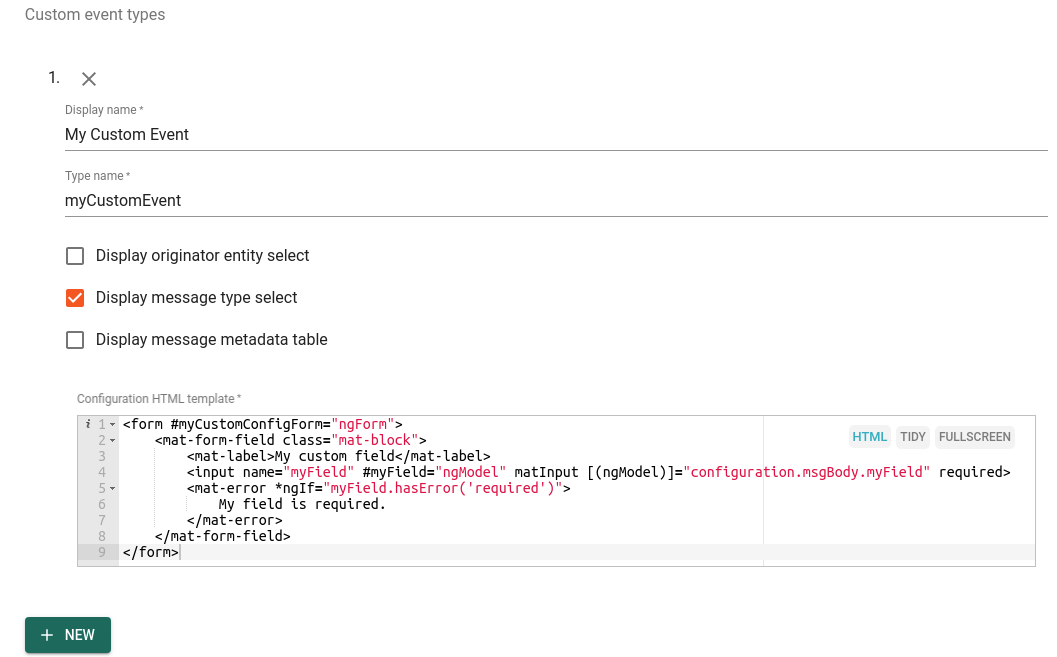 Custom event types
1.
Display name *
My Custom Event
Type name *
myCustomEvent
Display originator entity select
Display message type select
Display message metadata table
Configuration HTML template *
HTML TIDY FULLSCREEN
i 1 <form #myCustomConfigForm="ngForm">
2 <mat-form-field class="mat-block">
3 <mat-label>My custom field</mat-label>
4 <input name="myField" #myField="ngModel" matInput [(ngModel)]="configuration.msgBody.myField" required>
5 <mat-error *ngIf="myField.hasError('required')">
6 My field is required.
7 </mat-error>
8 </mat-form-field>
9 </form>
+ NEW